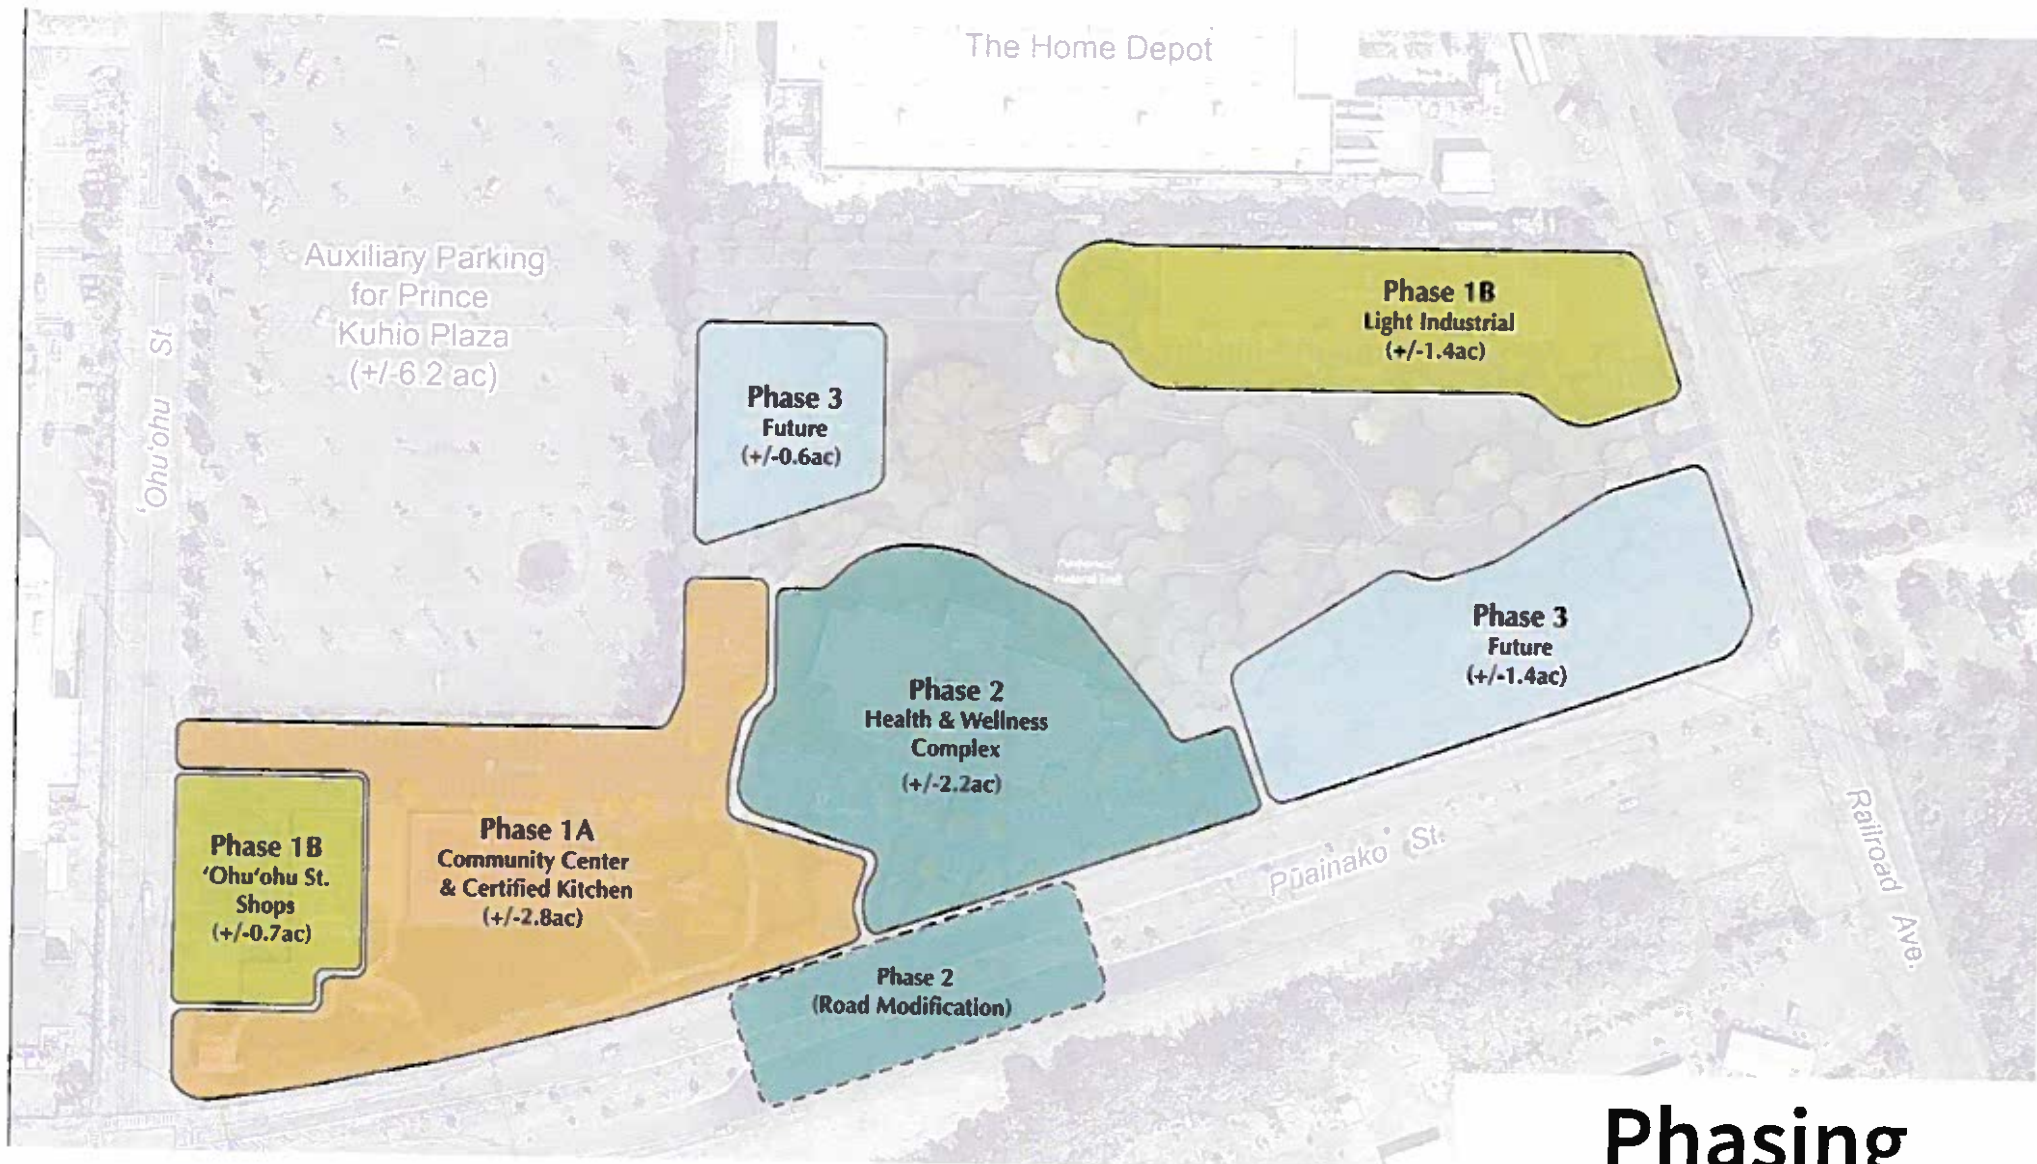 The Home Depot
Auxiliary Parking
for Prince
Kuhio Plaza
(+/-6.2 ac)
'Ohu'ohu St
Phase 1B
Light Industrial
(+/-1.4ac)
Phase 3
Future
(+/-0.6ac)
Phase 3
Future
(+/-1.4ac)
Phase 2
Health & Wellness
Complex
(+/-2.2ac)
Phase 1A
Community Center
& Certified Kitchen
(+/-2.8ac)
Phase 1B
'Ohu'ohu St.
Shops
(+/-0.7ac)
Phase 2
(Road Modification)
Pūainako St.
Railroad Ave.
Phasing